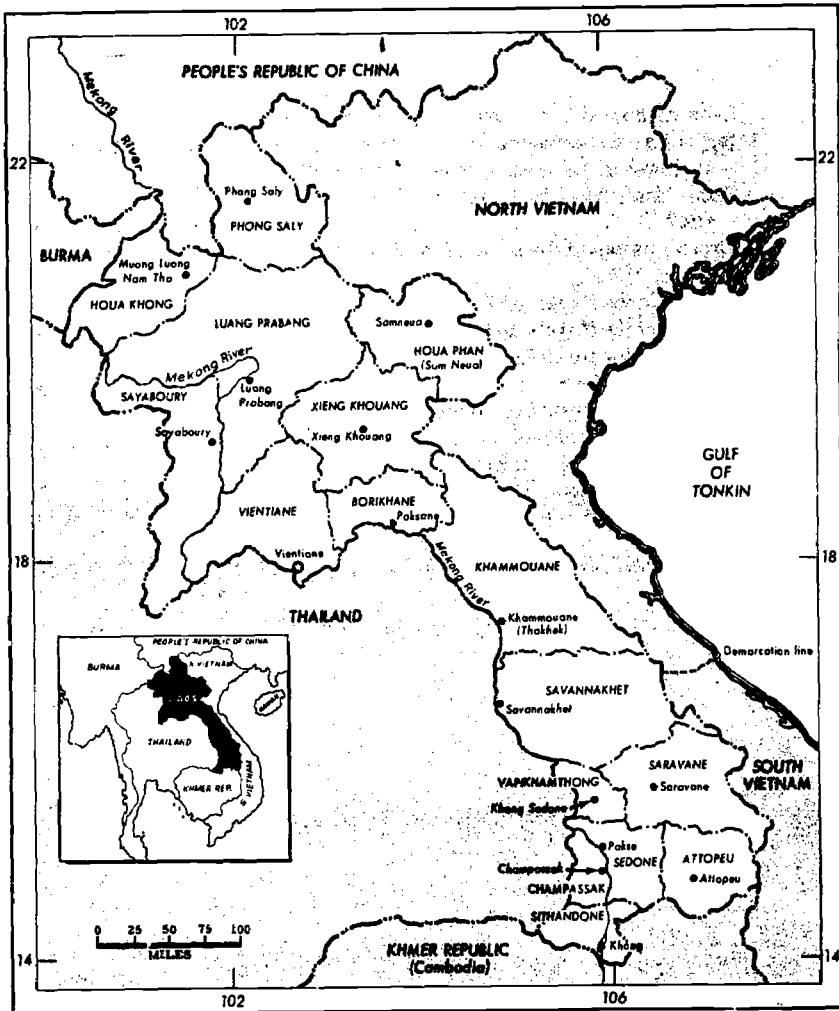 102
106
PEOPLE'S REPUBLIC OF CHINA
Mekong
River
22
22
Phang Saly
PHONG SALY
NORTH VIETNAM
BURMA
Muong Luong
Nam Tha
HOUA KHONG
LUANG PRABANG
Samneua
HOUA PHAN
(Sum Neua)
Mekong River
SAYABOURY
Luang
Prabang
XIENG KHOUANG
Xieng Khouang
Sayaboury
GULF
OF
TONKIN
VIENTIANE
BORIKHANE
Paksane
Vientiane
18
18
Mekong River
KHAMMOUANE
THAILAND
Khammouane
(Thakhek)
Demarcation line
PEOPLE'S REPUBLIC OF CHINA
N VIETNAM
BURMA
LAOS
HAINAN
THAILAND
KHMER REP.
S VIETNAM
SAVANNAKHET
Savannakhet
SARAVANE
Saravane
SOUTH
VIETNAM
VAPIKHAMTHONG
Khong Sedone
Pakse
SEDONE
ATTOPEU
Attopeu
Champassak
CHAMPASSAK
SITHANDONE
Khong
0 25 50 75 100
MILES
KHMER REPUBLIC
(Cambodia)
14
14
102
106